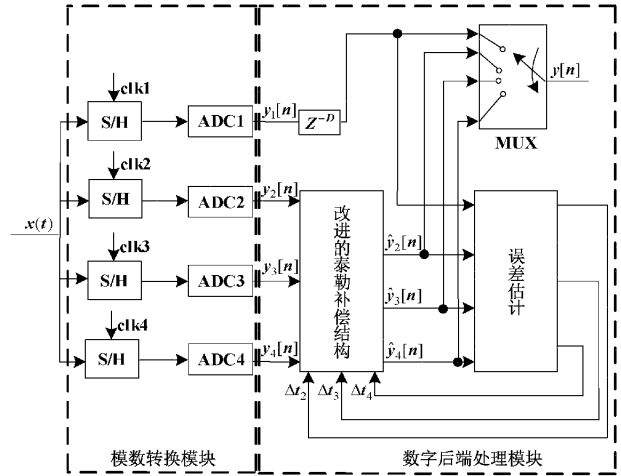 clk1
S/H
ADC1
y₁[n]
Z⁻ᴰ
y[n]
MUX
clk2
S/H
ADC2
y₂[n]
x(t)
clk3
S/H
ADC3
y₃[n]
clk4
S/H
ADC4
y₄[n]
改进的泰勒补偿结构
ŷ₂[n]
ŷ₃[n]
ŷ₄[n]
误差估计
Δt₂
Δt₃
Δt₄
模数转换模块
数字后端处理模块